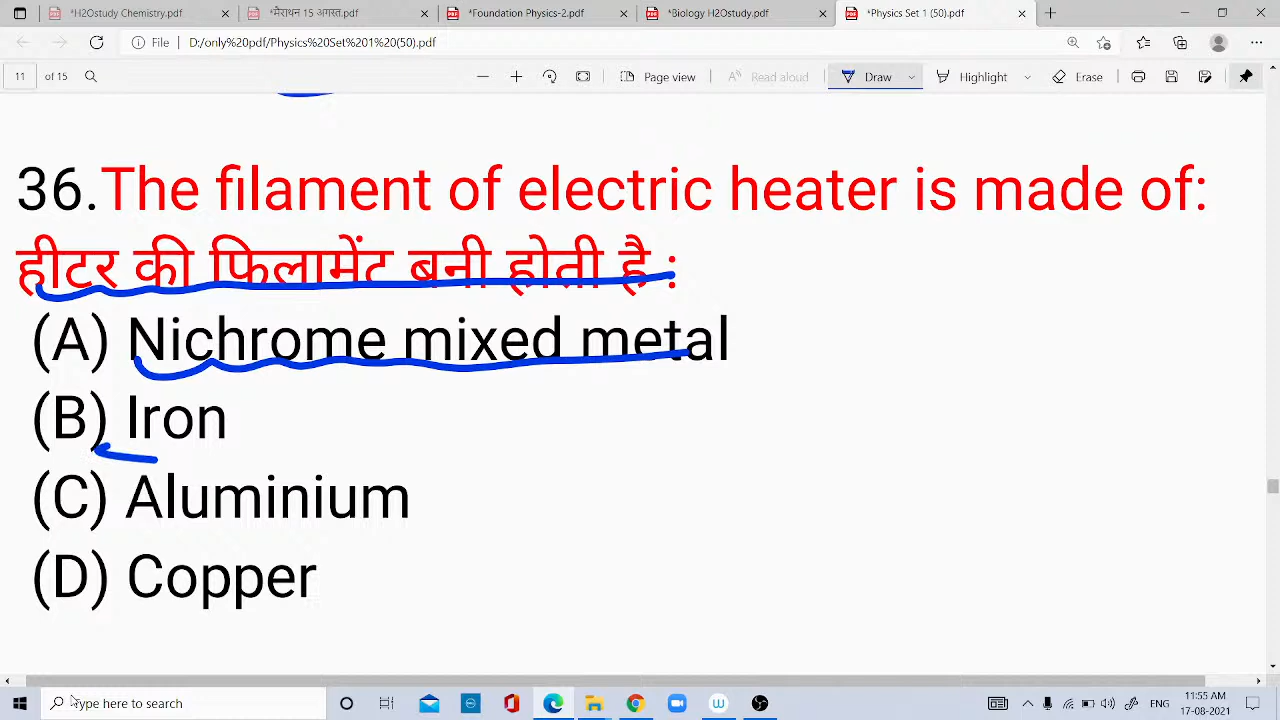 *H2Ostudy Chemistry.pdf
*मैराथन 15 अगस्त.pdf
*Foundation Physics-2.pdf
*Biology H2Ostudy.pdf
*Physics Set 1 (50).pdf
File D:/only%20pdf/Physics%20Set%201%20(50).pdf
11 of 15
Page view
Read aloud
Draw
Highlight
Erase
36.The filament of electric heater is made of:
हीटर की फिलामेंट बनी होती है :
(A) Nichrome mixed metal
(B) Iron
(C) Aluminium
(D) Copper
Type here to search
ENG
11:55 AM
17-08-2021